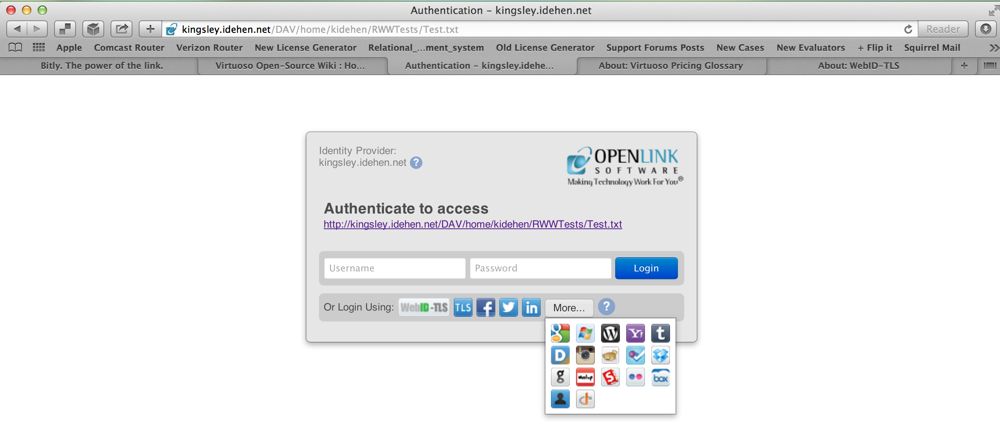 Authentication – kingsley.idehen.net
kingsley.idehen.net/DAV/home/kidehen/RWWTests/Test.txt
Reader
Apple Comcast Router Verizon Router New License Generator Relational_...ment_system Old License Generator Support Forums Posts New Cases New Evaluators + Flip it Squirrel Mail
Bitly. The power of the link. Virtuoso Open-Source Wiki : Ho... Authentication – kingsley.idehe... About: Virtuoso Pricing Glossary About: WebID-TLS
Identity Provider:
kingsley.idehen.net ?
OPENLINK
SOFTWARE
Making Technology Work For You®
Authenticate to access
http://kingsley.idehen.net/DAV/home/kidehen/RWWTests/Test.txt
Username Password Login
Or Login Using: WebID-TLS TLS f in More... ?
g W Y! t
D
g Meetup S box